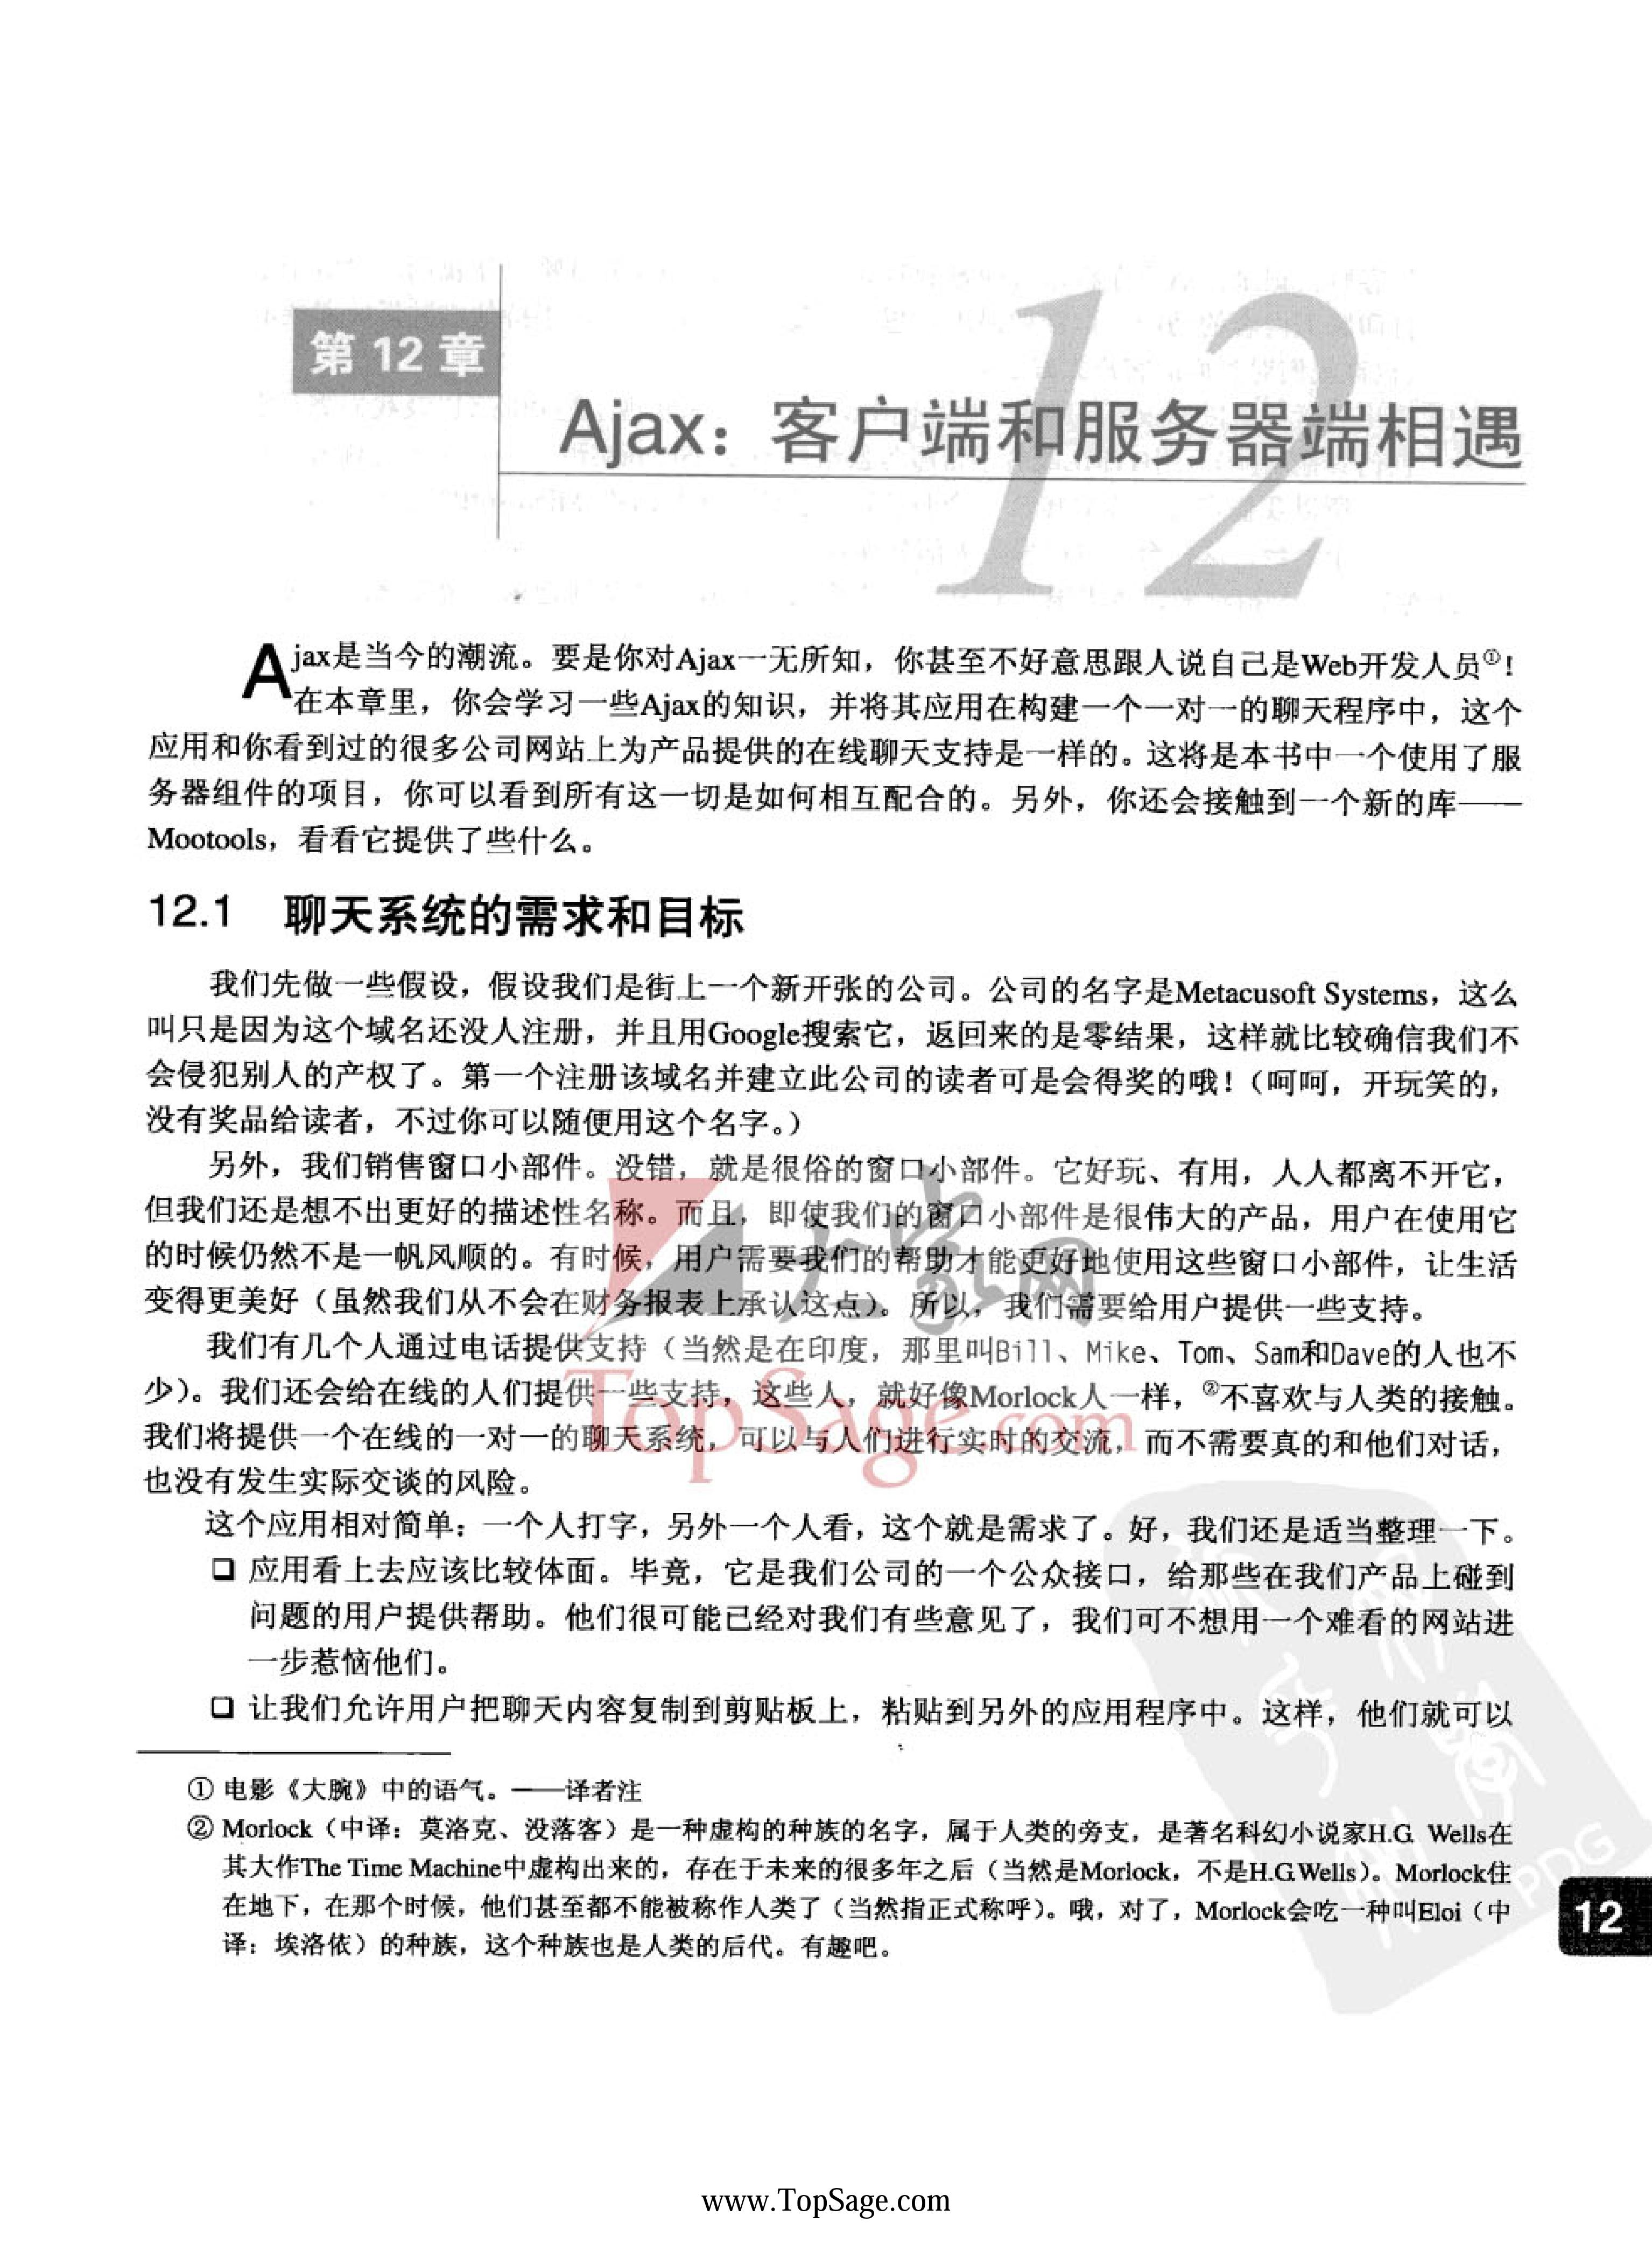 第 12 章
12
Ajax：客户端和服务器端相遇
Ajax是当今的潮流。要是你对Ajax一无所知，你甚至不好意思跟人说自己是Web开发人员①！
在本章里，你会学习一些Ajax的知识，并将其应用在构建一个一对一的聊天程序中，这个
应用和你看到过的很多公司网站上为产品提供的在线聊天支持是一样的。这将是本书中一个使用了服
务器组件的项目，你可以看到所有这一切是如何相互配合的。另外，你还会接触到一个新的库——
Mootools，看看它提供了些什么。
12.1 聊天系统的需求和目标
我们先做一些假设，假设我们是街上一个新开张的公司。公司的名字是Metacusoft Systems，这么
叫只是因为这个域名还没人注册，并且用Google搜索它，返回来的是零结果，这样就比较确信我们不
会侵犯别人的产权了。第一个注册该域名并建立此公司的读者可是会得奖的哦！（呵呵，开玩笑的，
没有奖品给读者，不过你可以随便用这个名字。）
另外，我们销售窗口小部件。没错，就是很俗的窗口小部件。它好玩、有用，人人都离不开它，
但我们还是想不出更好的描述性名称。而且，即使我们的窗口小部件是很伟大的产品，用户在使用它
的时候仍然不是一帆风顺的。有时候，用户需要我们的帮助才能更好地使用这些窗口小部件，让生活
变得更美好（虽然我们从不会在财务报表上承认这点）。所以，我们需要给用户提供一些支持。
我们有几个人通过电话提供支持（当然是在印度，那里叫Bill、Mike、Tom、Sam和Dave的人也不
少）。我们还会给在线的人们提供一些支持，这些人，就好像Morlock人一样，②不喜欢与人类的接触。
我们将提供一个在线的一对一的聊天系统，可以与人们进行实时的交流，而不需要真的和他们对话，
也没有发生实际交谈的风险。
这个应用相对简单：一个人打字，另外一个人看，这个就是需求了。好，我们还是适当整理一下。
❑ 应用看上去应该比较体面。毕竟，它是我们公司的一个公众接口，给那些在我们产品上碰到
问题的用户提供帮助。他们很可能已经对我们有些意见了，我们可不想用一个难看的网站进
一步惹恼他们。
❑ 让我们允许用户把聊天内容复制到剪贴板上，粘贴到另外的应用程序中。这样，他们就可以
① 电影《大腕》中的语气。——译者注
② Morlock（中译：莫洛克、没落客）是一种虚构的种族的名字，属于人类的旁支，是著名科幻小说家H.G. Wells在
其大作The Time Machine中虚构出来的，存在于未来的很多年之后（当然是Morlock，不是H.G.Wells）。Morlock住
在地下，在那个时候，他们甚至都不能被称作人类了（当然指正式称呼）。哦，对了，Morlock会吃一种叫Eloi（中
译：埃洛依）的种族，这个种族也是人类的后代。有趣吧。
大家网
TopSage.com
PDG
12
www.TopSage.com